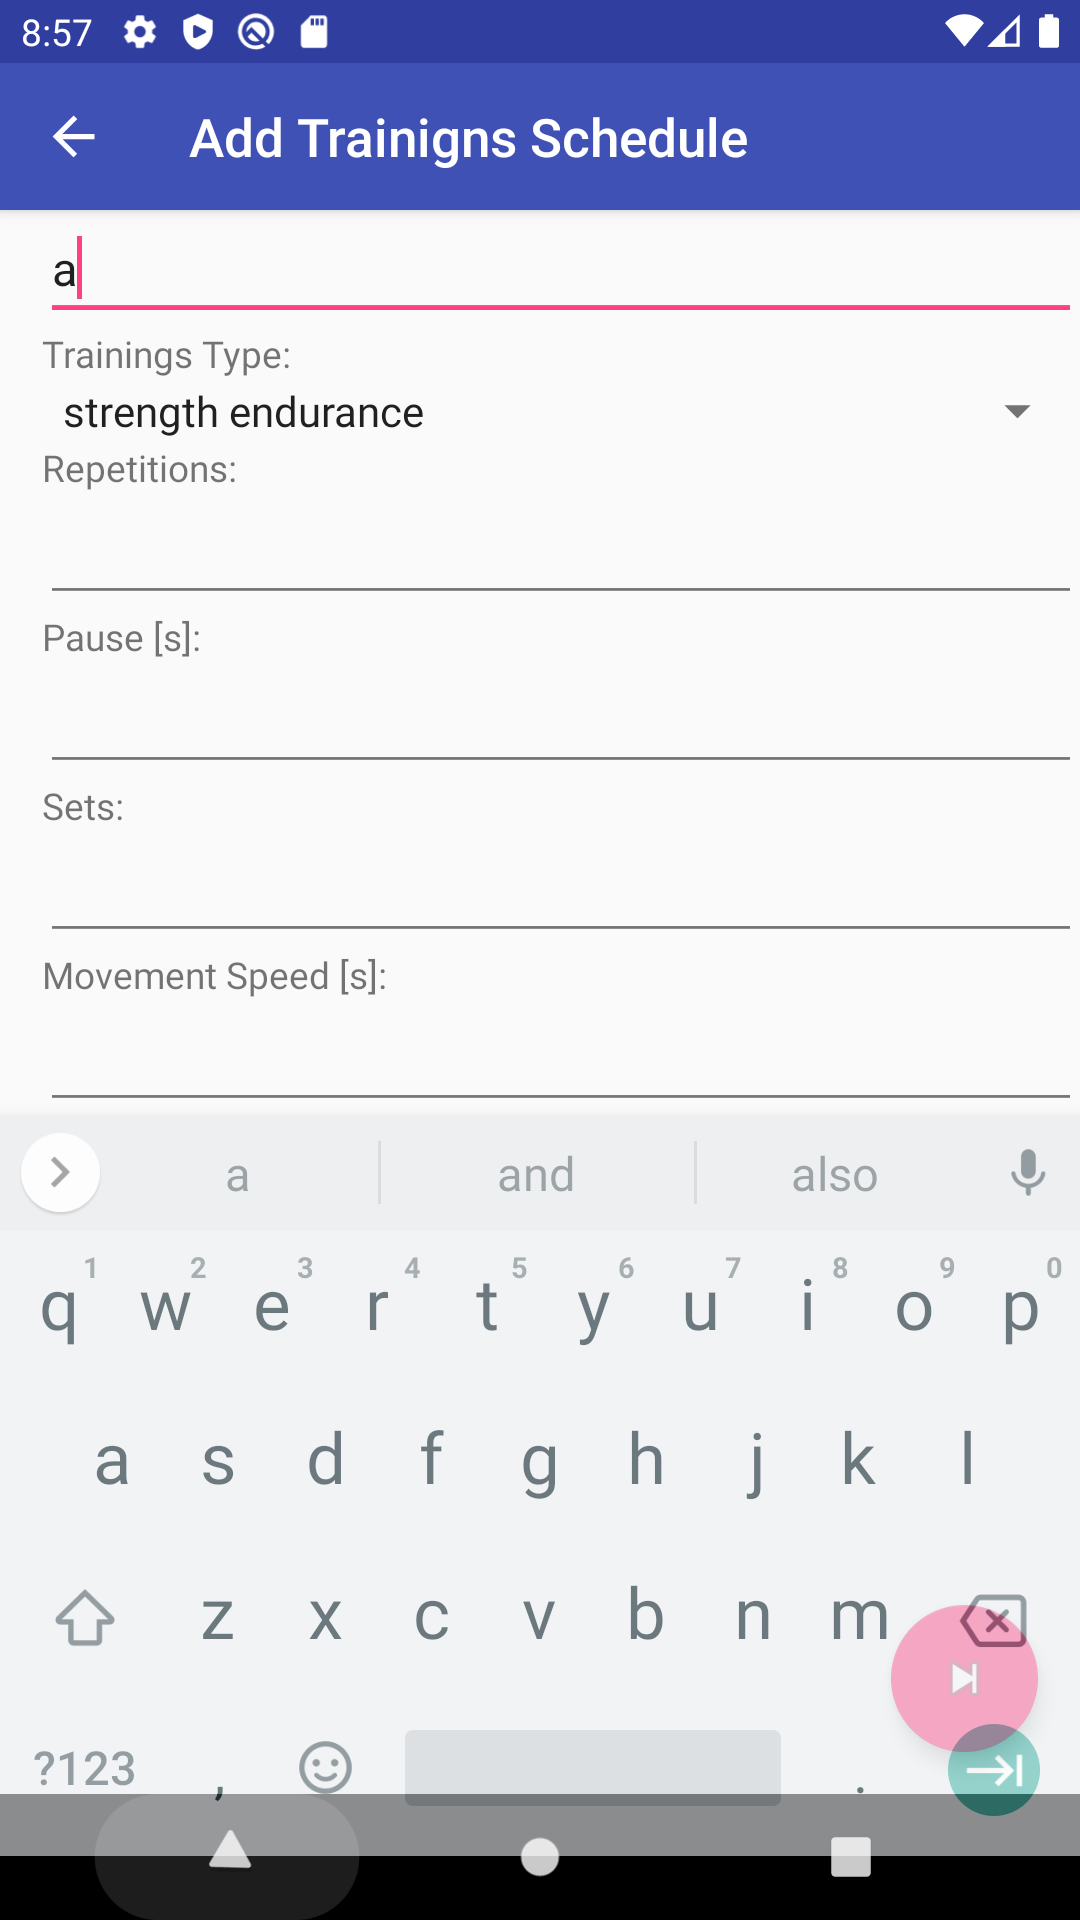 8:57
Add Trainigns Schedule
a
Trainings Type:
strength endurance
Repetitions:
Pause [s]:
Sets:
Movement Speed [s]:
a and also
1 2 3 4 5 6 7 8 9 0
q w e r t y u i o p
a s d f g h j k l
z x c v b n m
?123 , .